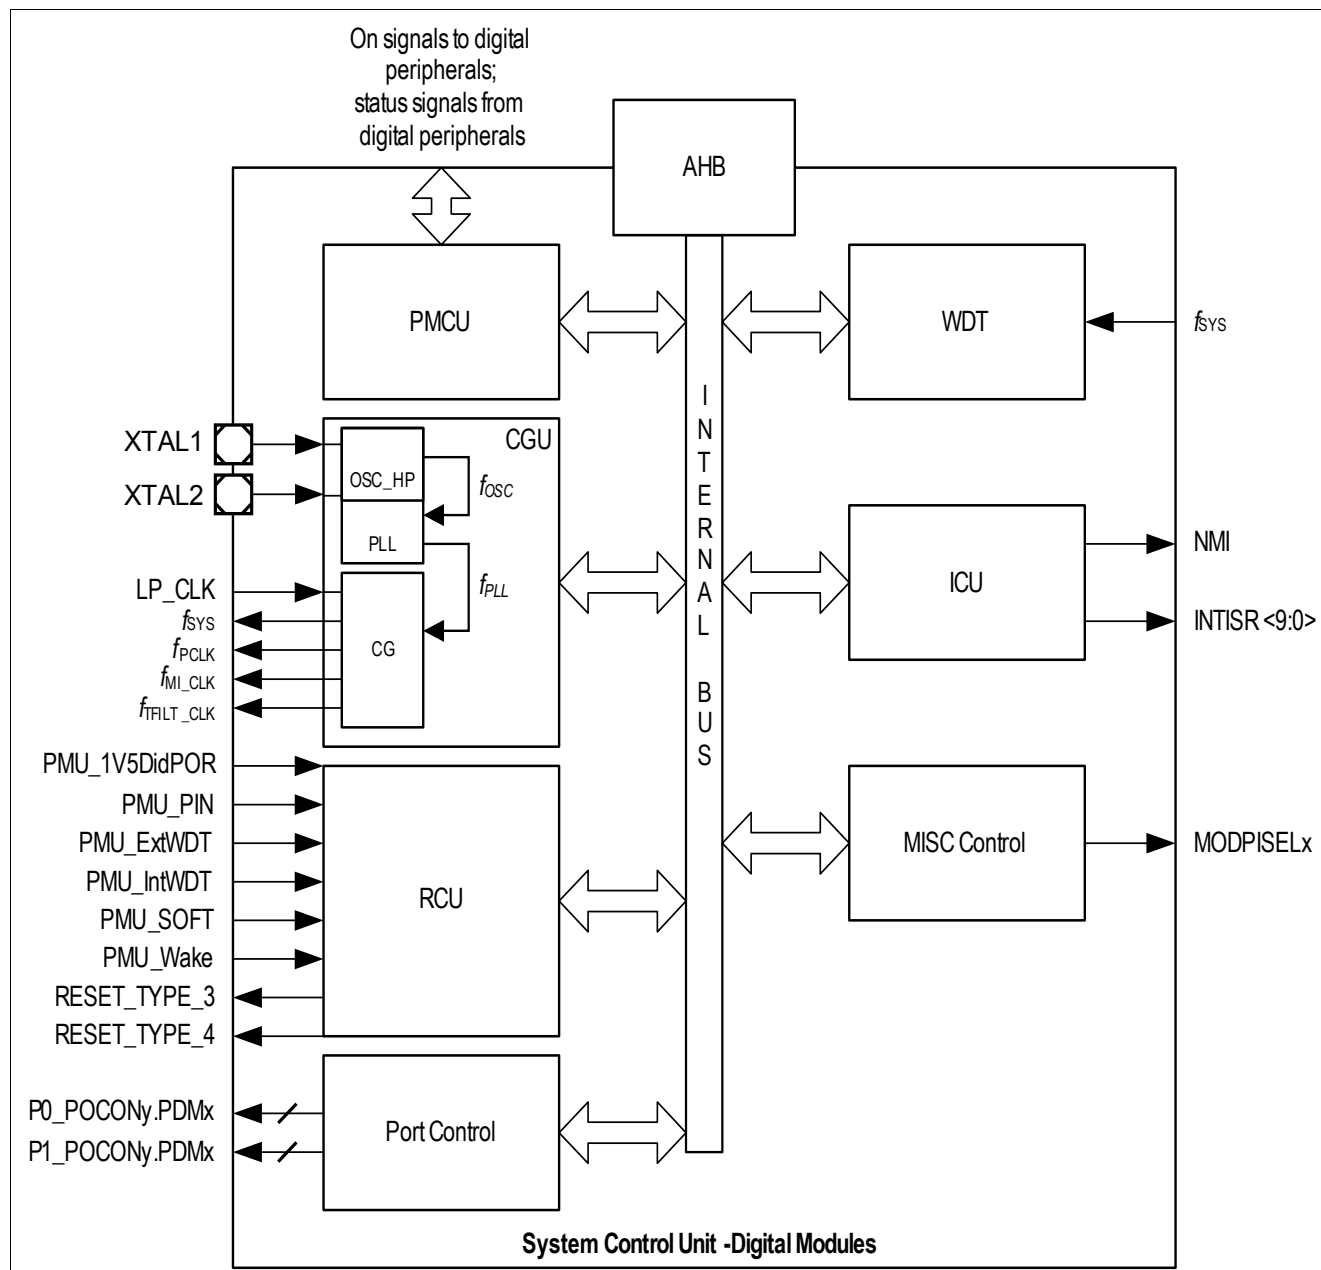 On signals to digital
peripherals;
status signals from
digital peripherals
AHB
PMCU
WDT
fSYS
XTAL1
XTAL2
CGU
OSC_HP
fOSC
PLL
fPLL
LP_CLK
fSYS
fPCLK
fMI_CLK
fTFILT_CLK
CG
INTERNAL BUS
ICU
NMI
INTISR <9:0>
PMU_1V5DidPOR
PMU_PIN
PMU_ExtWDT
PMU_IntWDT
PMU_SOFT
PMU_Wake
RESET_TYPE_3
RESET_TYPE_4
RCU
MISC Control
MODPISELx
P0_POCONy.PDMx
P1_POCONy.PDMx
Port Control
System Control Unit -Digital Modules